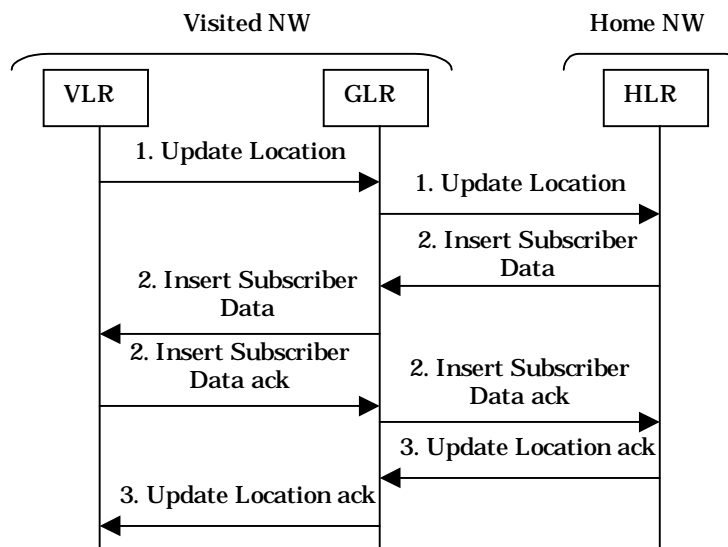 Visited NW
Home NW
VLR
GLR
HLR
1. Update Location
1. Update Location
2. Insert Subscriber
Data
2. Insert Subscriber
Data
2. Insert Subscriber
Data ack
2. Insert Subscriber
Data ack
3. Update Location ack
3. Update Location ack